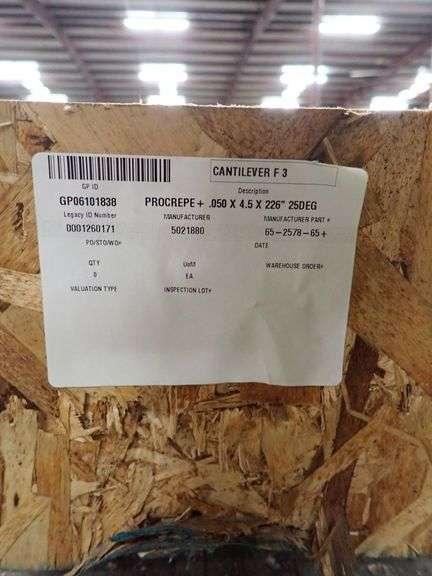 CANTILEVER F 3
GP ID
Description
GP06101838 PROCREPE+ .050 X 4.5 X 226" 25DEG
Legacy ID Number MANUFACTURER MANUFACTURER PART #
0001260171 5021880 65-2578-65+
PO/STO/WO# DATE
QTY UoM WAREHOUSE ORDER#
0 EA
VALUATION TYPE INSPECTION LOT#